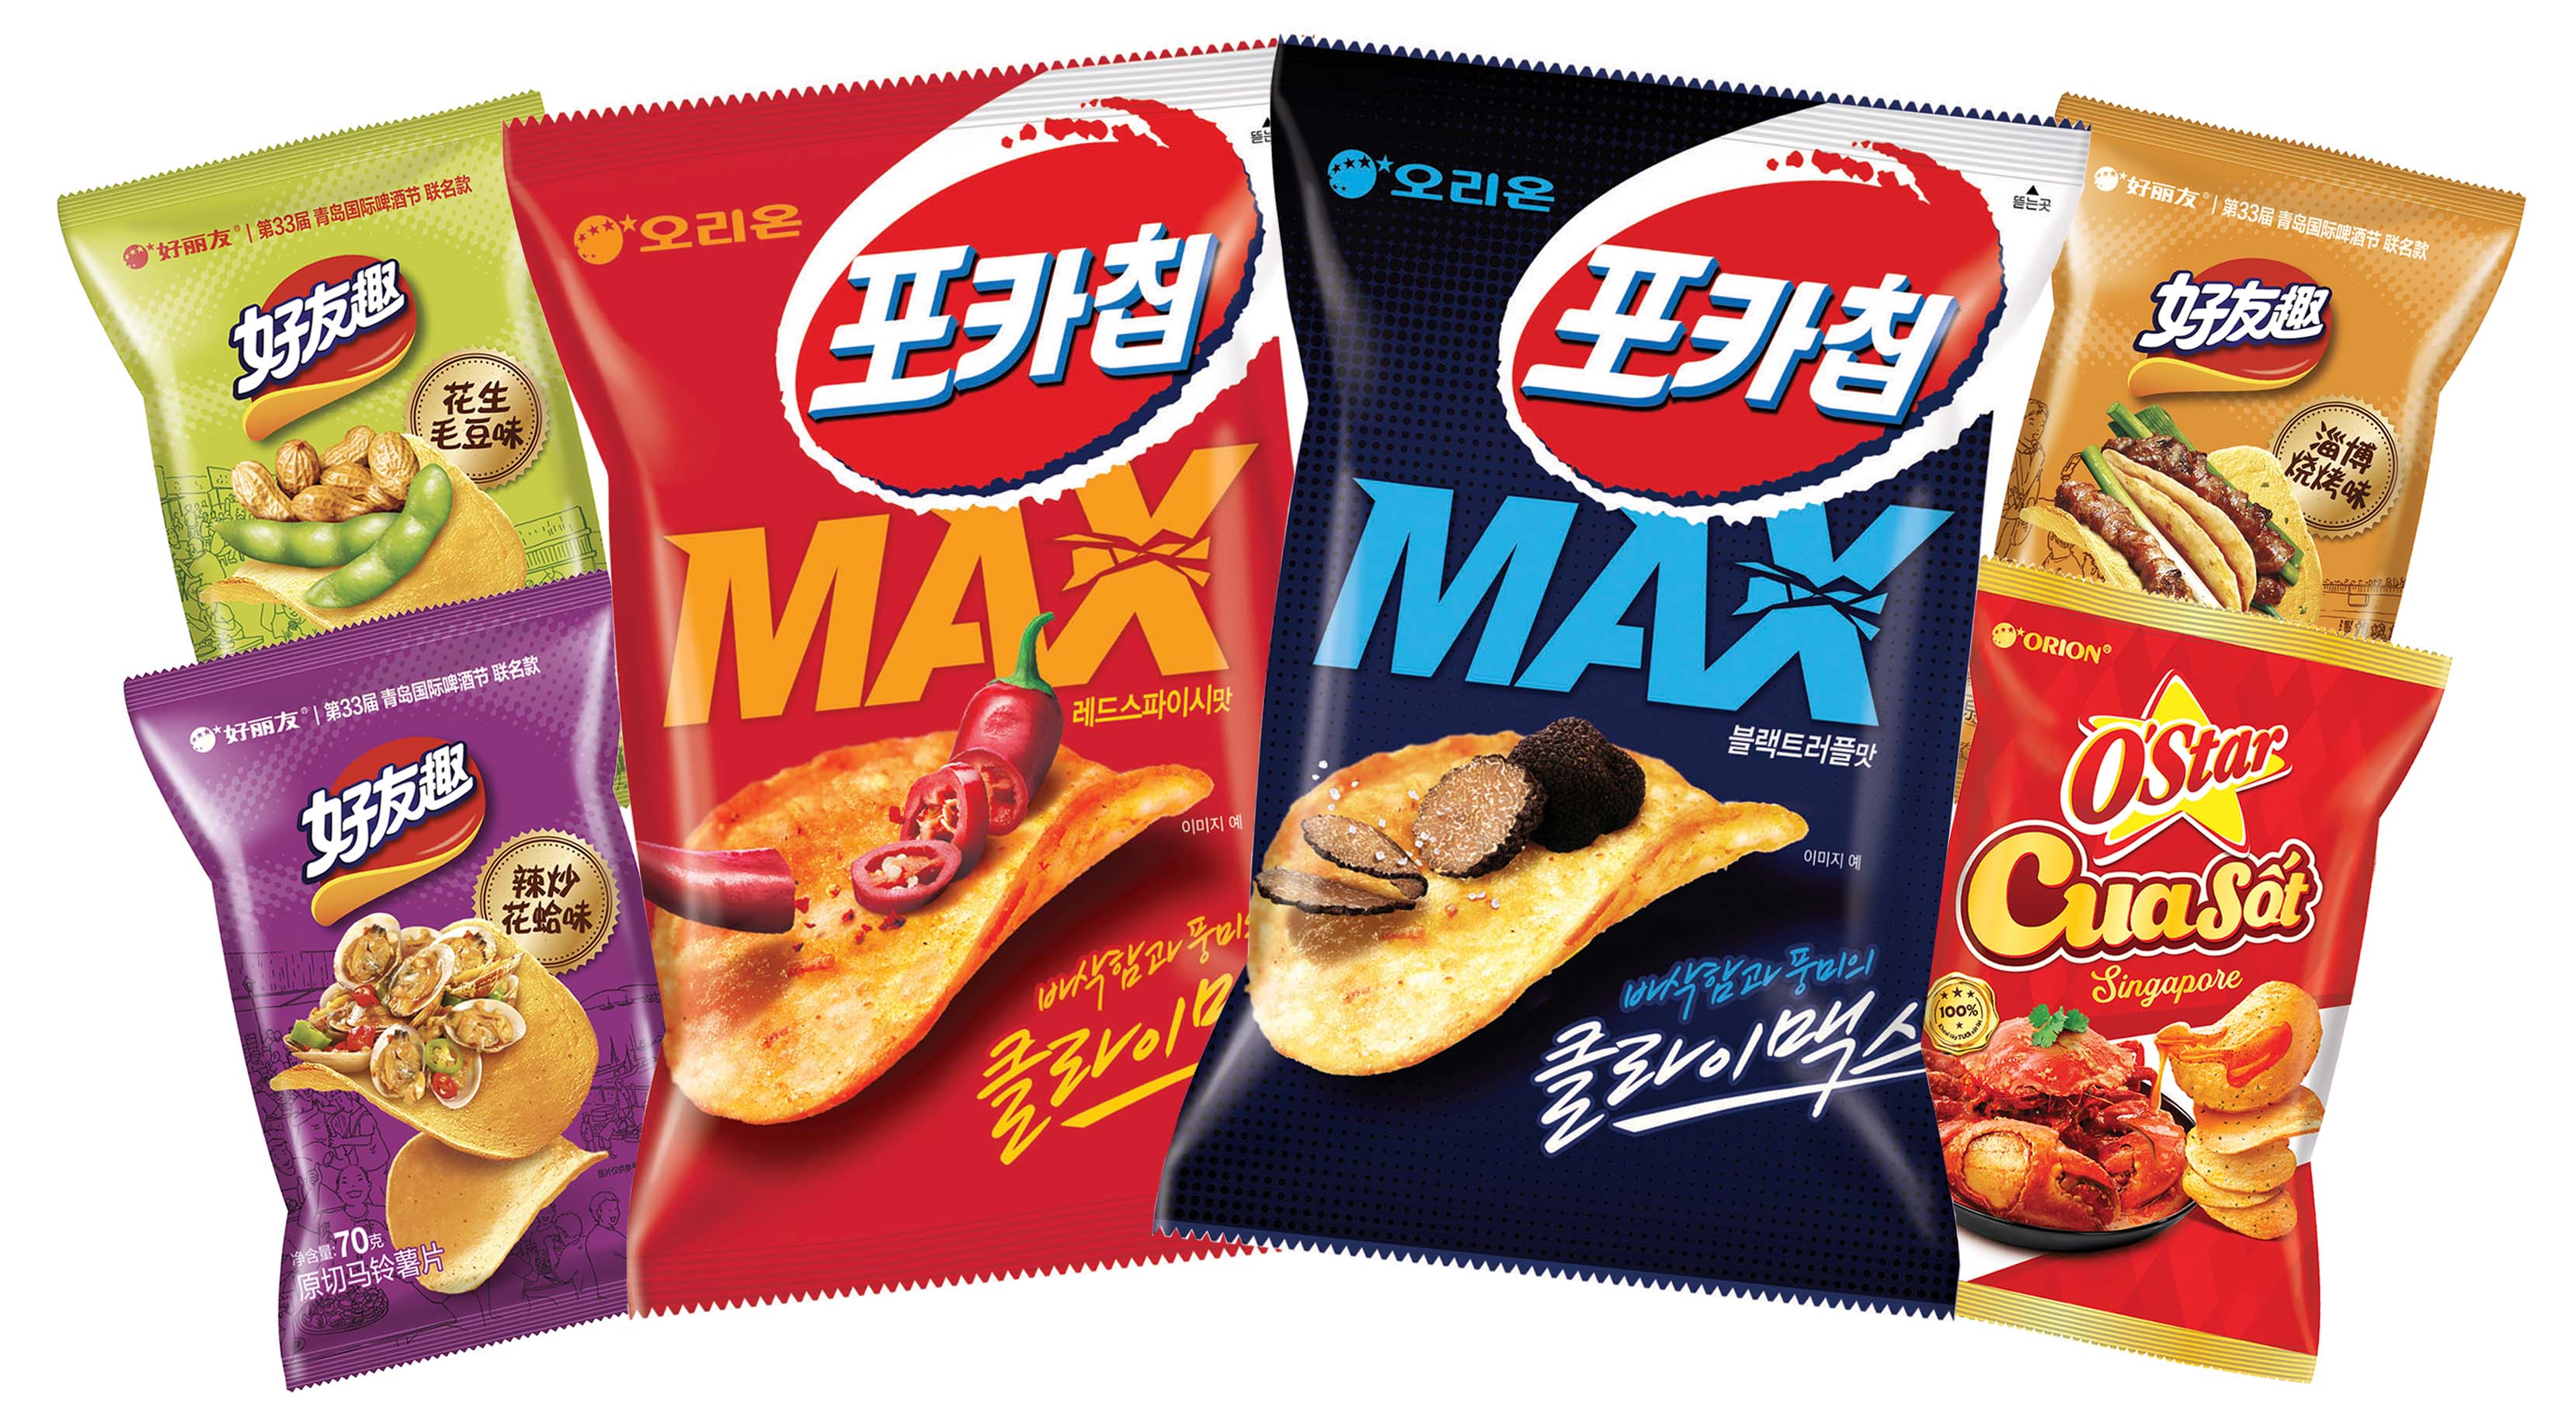 好丽友® | 第33届 青岛国际啤酒节 联名款
好友趣
花生
毛豆味
好丽友® | 第33届 青岛国际啤酒节 联名款
好友趣
辣炒
花蛤味
净含量:70克
原切马铃薯片
오리온
포카칩
MAX
레드스파이시맛
이미지 예
바삭함과 풍미의
클라이
오리온
뜯는곳
포카칩
MAX
블랙트러플맛
이미지 예
바삭함과 풍미의
클라이맥스
好丽友® | 第33届 青岛国际啤酒节 联名款
好友趣
淄博
烧烤味
ORION®
O'Star
Cua Sốt
Singapore
100%